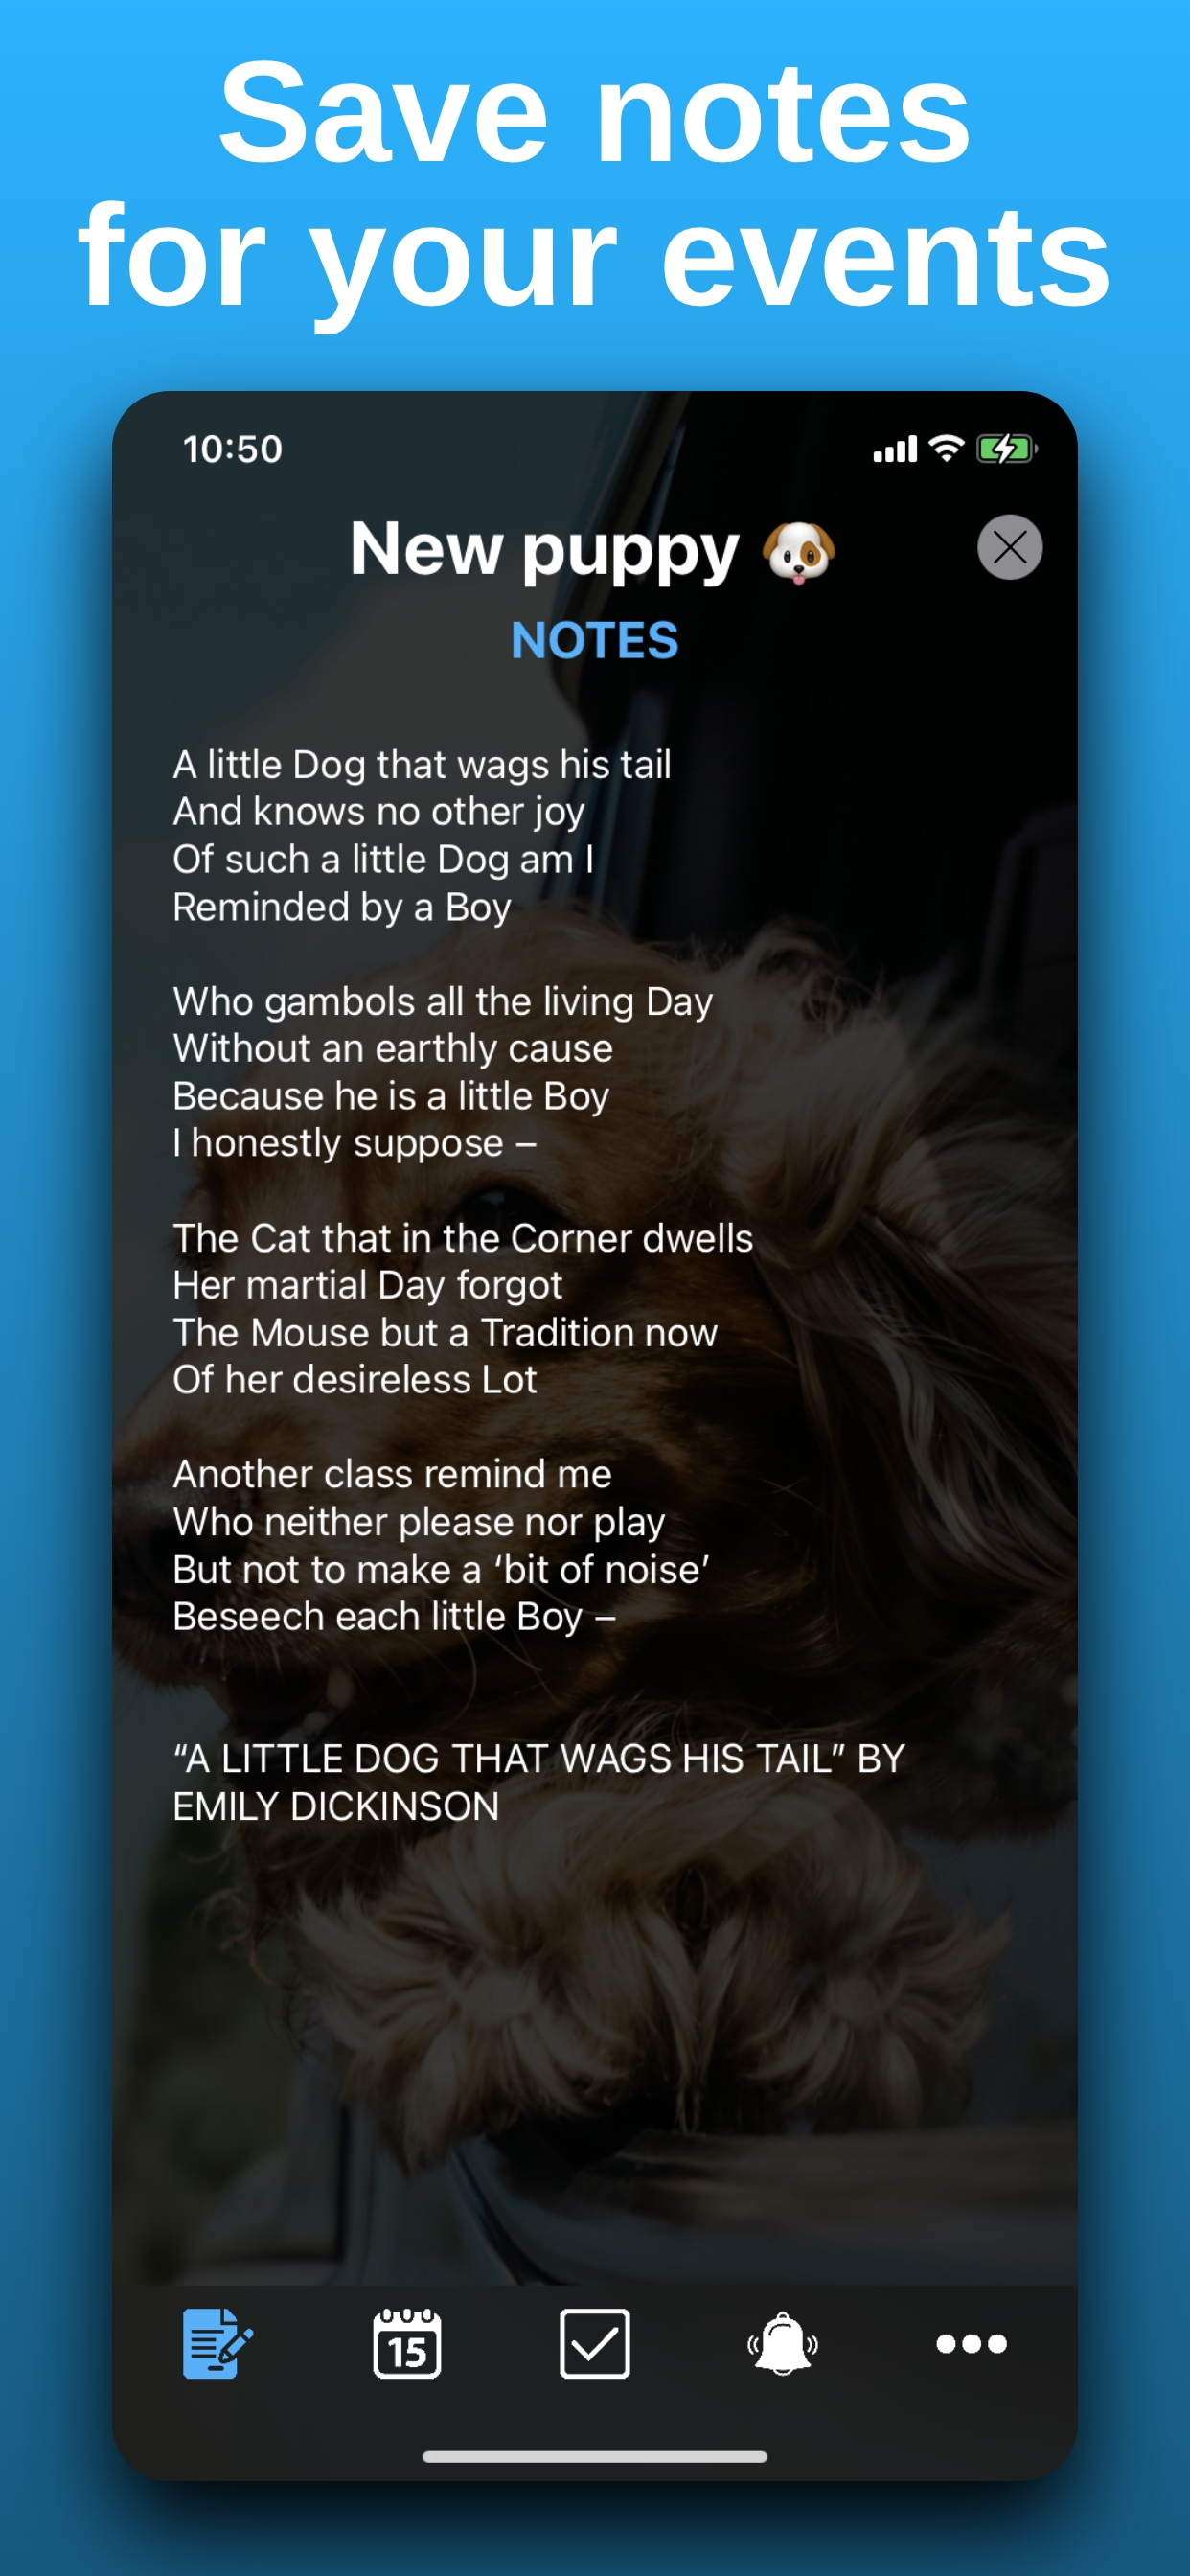 Save notes
for your events
10:50
New puppy 🐶
NOTES
A little Dog that wags his tail
And knows no other joy
Of such a little Dog am I
Reminded by a Boy
Who gambols all the living Day
Without an earthly cause
Because he is a little Boy
I honestly suppose –
The Cat that in the Corner dwells
Her martial Day forgot
The Mouse but a Tradition now
Of her desireless Lot
Another class remind me
Who neither please nor play
But not to make a ‘bit of noise’
Beseech each little Boy –
“A LITTLE DOG THAT WAGS HIS TAIL” BY
EMILY DICKINSON
15